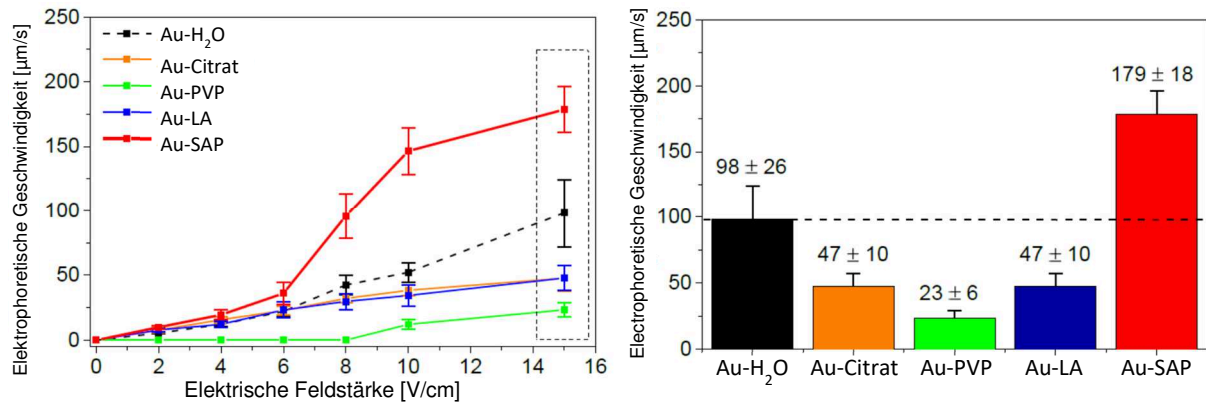 Elektrophoretische Geschwindigkeit [µm/s]
250
200
150
100
50
0
Au-H₂O
Au-Citrat
Au-PVP
Au-LA
Au-SAP
0 2 4 6 8 10 12 14 16
Elektrische Feldstärke [V/cm]
Electrophoretische Geschwindigkeit [µm/s]
250
200
150
100
50
0
98 ± 26
47 ± 10
23 ± 6
47 ± 10
179 ± 18
Au-H₂O Au-Citrat Au-PVP Au-LA Au-SAP